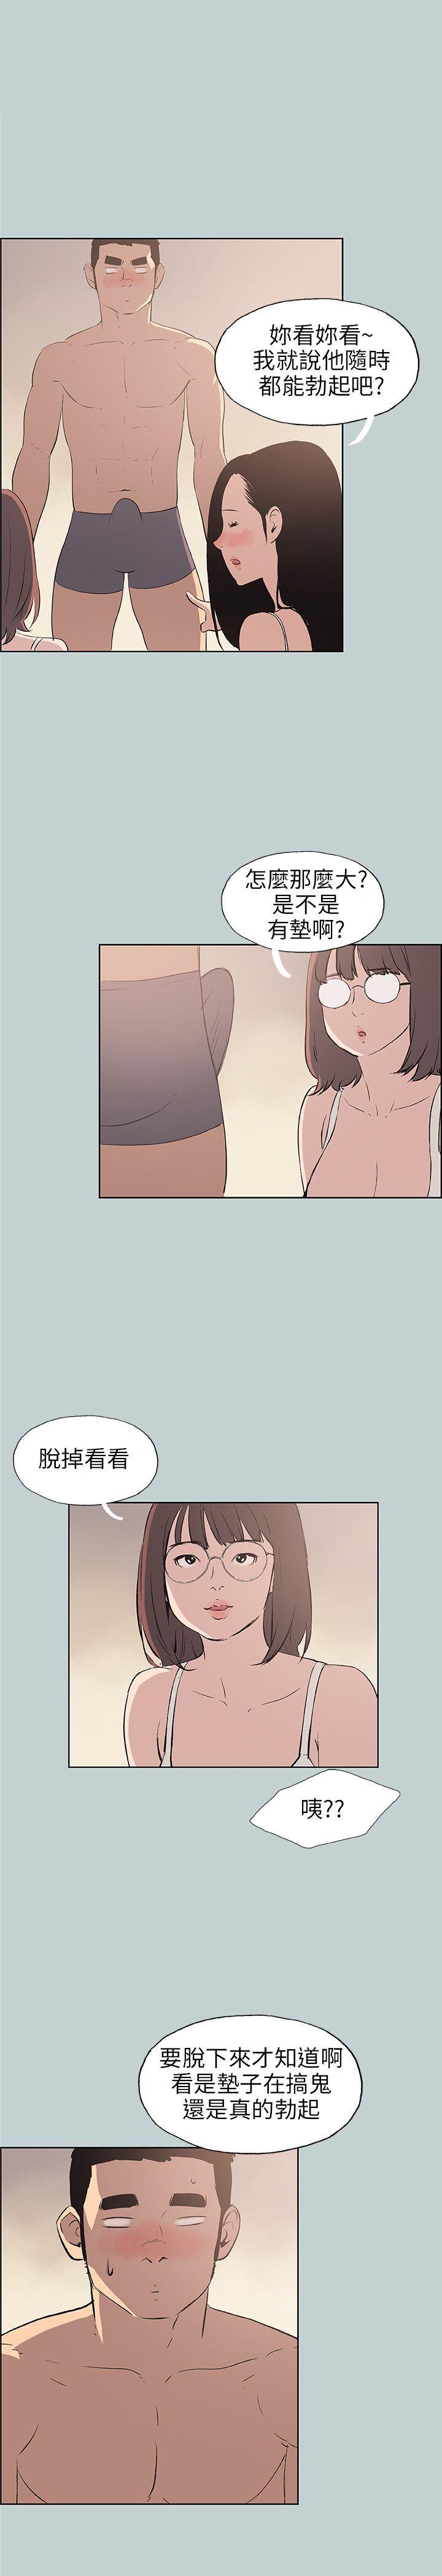 妳看妳看~
我就說他隨時
都能勃起吧?
怎麼那麼大?
是不是
有墊啊?
脫掉看看
咦??
要脫下來才知道啊
看是墊子在搞鬼
還是真的勃起